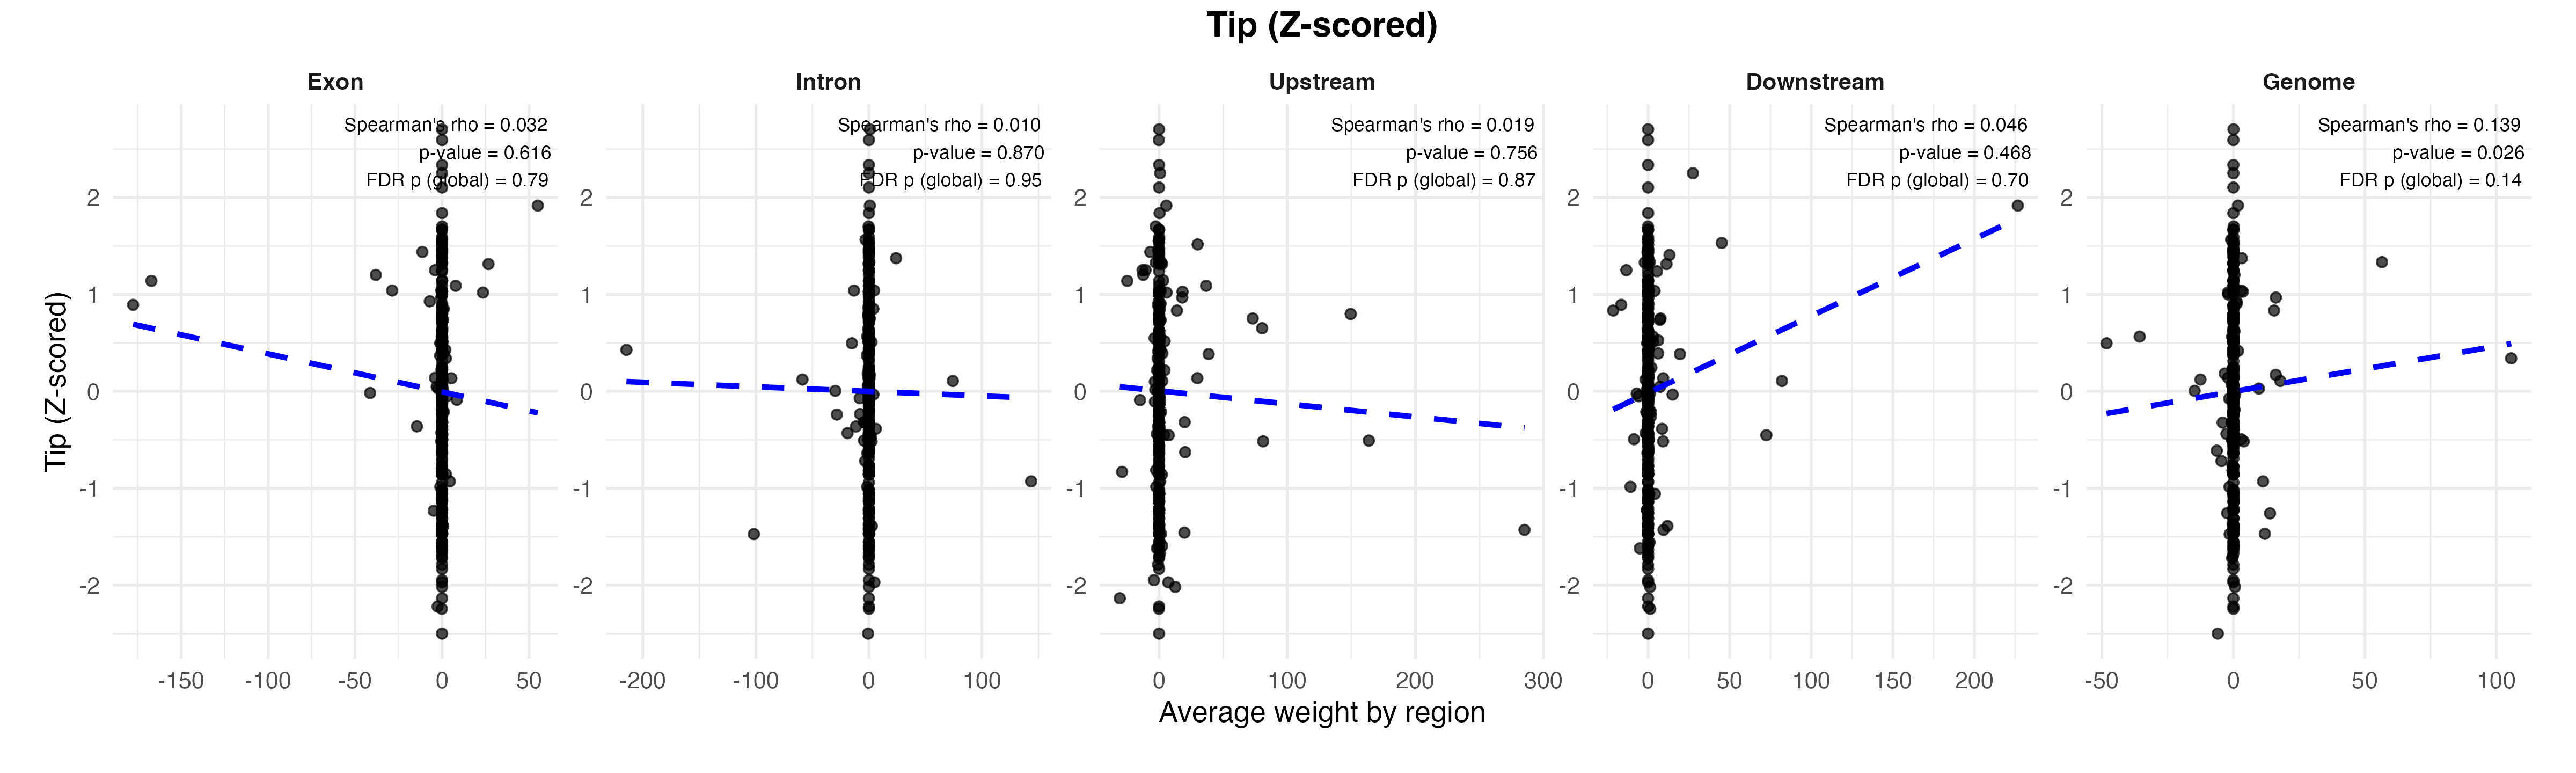 Tip (Z-scored)
Exon
Intron
Upstream
Downstream
Genome
Spearman's rho = 0.032
p-value = 0.616
FDR p (global) = 0.79
Spearman's rho = 0.010
p-value = 0.870
FDR p (global) = 0.95
Spearman's rho = 0.019
p-value = 0.756
FDR p (global) = 0.87
Spearman's rho = 0.046
p-value = 0.468
FDR p (global) = 0.70
Spearman's rho = 0.139
p-value = 0.026
FDR p (global) = 0.14
Tip (Z-scored)
2
1
0
-1
-2
2
1
0
-1
-2
2
1
0
-1
-2
2
1
0
-1
-2
2
1
0
-1
-2
-150 -100 -50 0 50
-200 -100 0 100
0 100 200 300
0 50 100 150 200
-50 0 50 100
Average weight by region